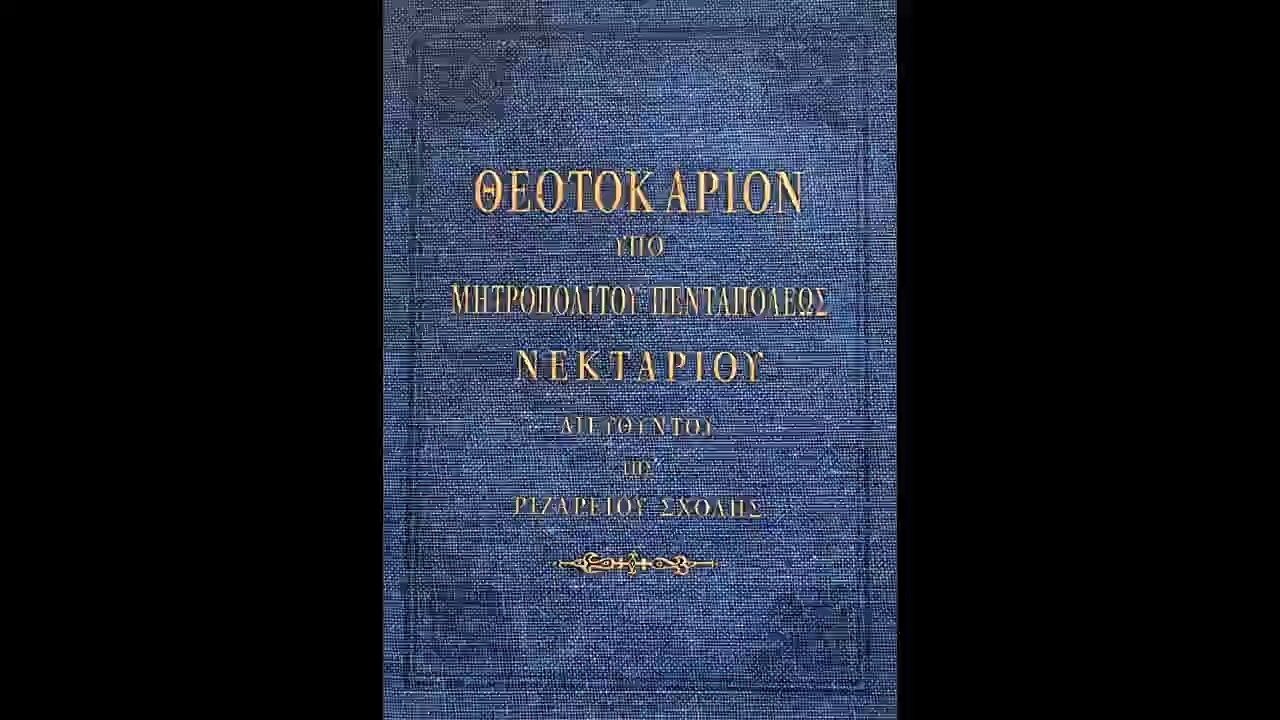 ΘΕΟΤΟΚΑΡΙΟΝ
ΥΠΟ
ΜΗΤΡΟΠΟΛΙΤΟΥ ΠΕΝΤΑΠΟΛΕΩΣ
ΝΕΚΤΑΡΙΟΥ
ΔΙΕΥΘΥΝΤΟΥ
ΤΗΣ
ΡΙΖΑΡΕΙΟΥ ΣΧΟΛΗΣ